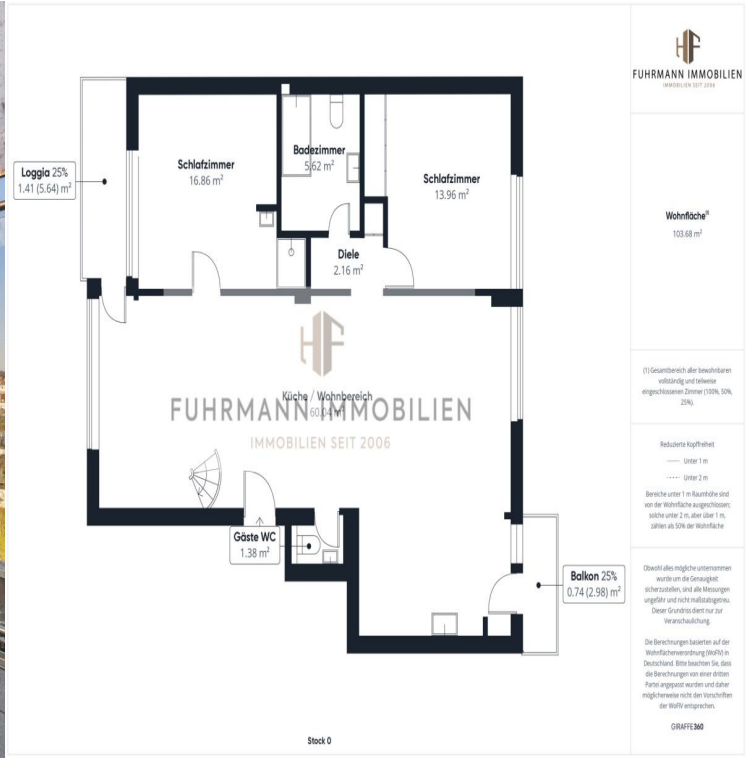 FUHRMANN IMMOBILIEN
IMMOBILIEN SEIT 2006
Loggia 25%
1.41 (5.64) m²
Schlafzimmer
16.86 m²
Badezimmer
5.62 m²
Schlafzimmer
13.96 m²
Diele
2.16 m²
Küche / Wohnbereich
60.04 m²
FUHRMANN IMMOBILIEN
IMMOBILIEN SEIT 2006
Gäste WC
1.38 m²
Balkon 25%
0.74 (2.98) m²
Stock 0
Wohnfläche⁽¹⁾
103.68 m²
(1) Gesamtbereich aller bewohnbaren
vollständig und teilweise
eingeschlossenen Zimmer (100%, 50%,
25%).
Reduzierte Kopffreiheit
Unter 1 m
Unter 2 m
Bereiche unter 1 m Raumhöhe sind
von der Wohnfläche ausgeschlossen;
solche unter 2 m, aber über 1 m,
zählen als 50% der Wohnfläche
Obwohl alles mögliche unternommen
wurde um die Genauigkeit
sicherzustellen, sind alle Messungen
ungefähr und nicht maßstabsgetreu.
Dieser Grundriss dient nur zur
Veranschaulichung.
Die Berechnungen basierten auf der
Wohnflächenverordnung (WoFlV) in
Deutschland. Bitte beachten Sie, dass
die Berechnungen von einer dritten
Partei angepasst wurden und daher
möglicherweise nicht den Vorschriften
der WoFlV entsprechen.
GIRAFFE360